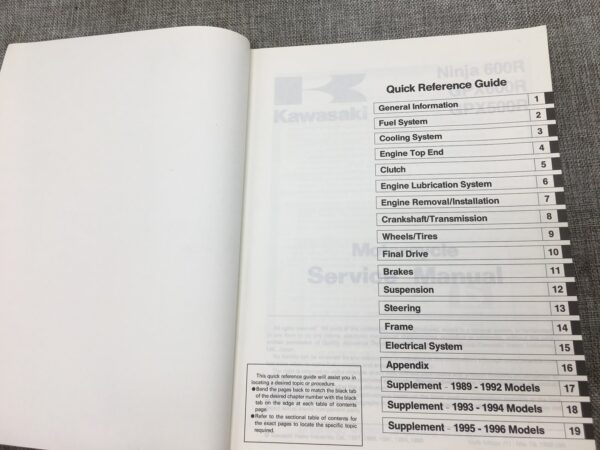 Quick Reference Guide
General Information 1
Fuel System 2
Cooling System 3
Engine Top End 4
Clutch 5
Engine Lubrication System 6
Engine Removal/Installation 7
Crankshaft/Transmission 8
Wheels/Tires 9
Final Drive 10
Brakes 11
Suspension 12
Steering 13
Frame 14
Electrical System 15
Appendix 16
Supplement - 1989 - 1992 Models 17
Supplement - 1993 - 1994 Models 18
Supplement - 1995 - 1996 Models 19
This quick reference guide will assist you in
locating a desired topic or procedure.
●Bend the pages back to match the black tab
of the desired chapter number with the black
tab on the edge at each table of contents
page.
●Refer to the sectional table of contents for
the exact pages to locate the specific topic
required.
Ninja 600R
GPX600R
Kawasaki
Motorcycle
Service Manual